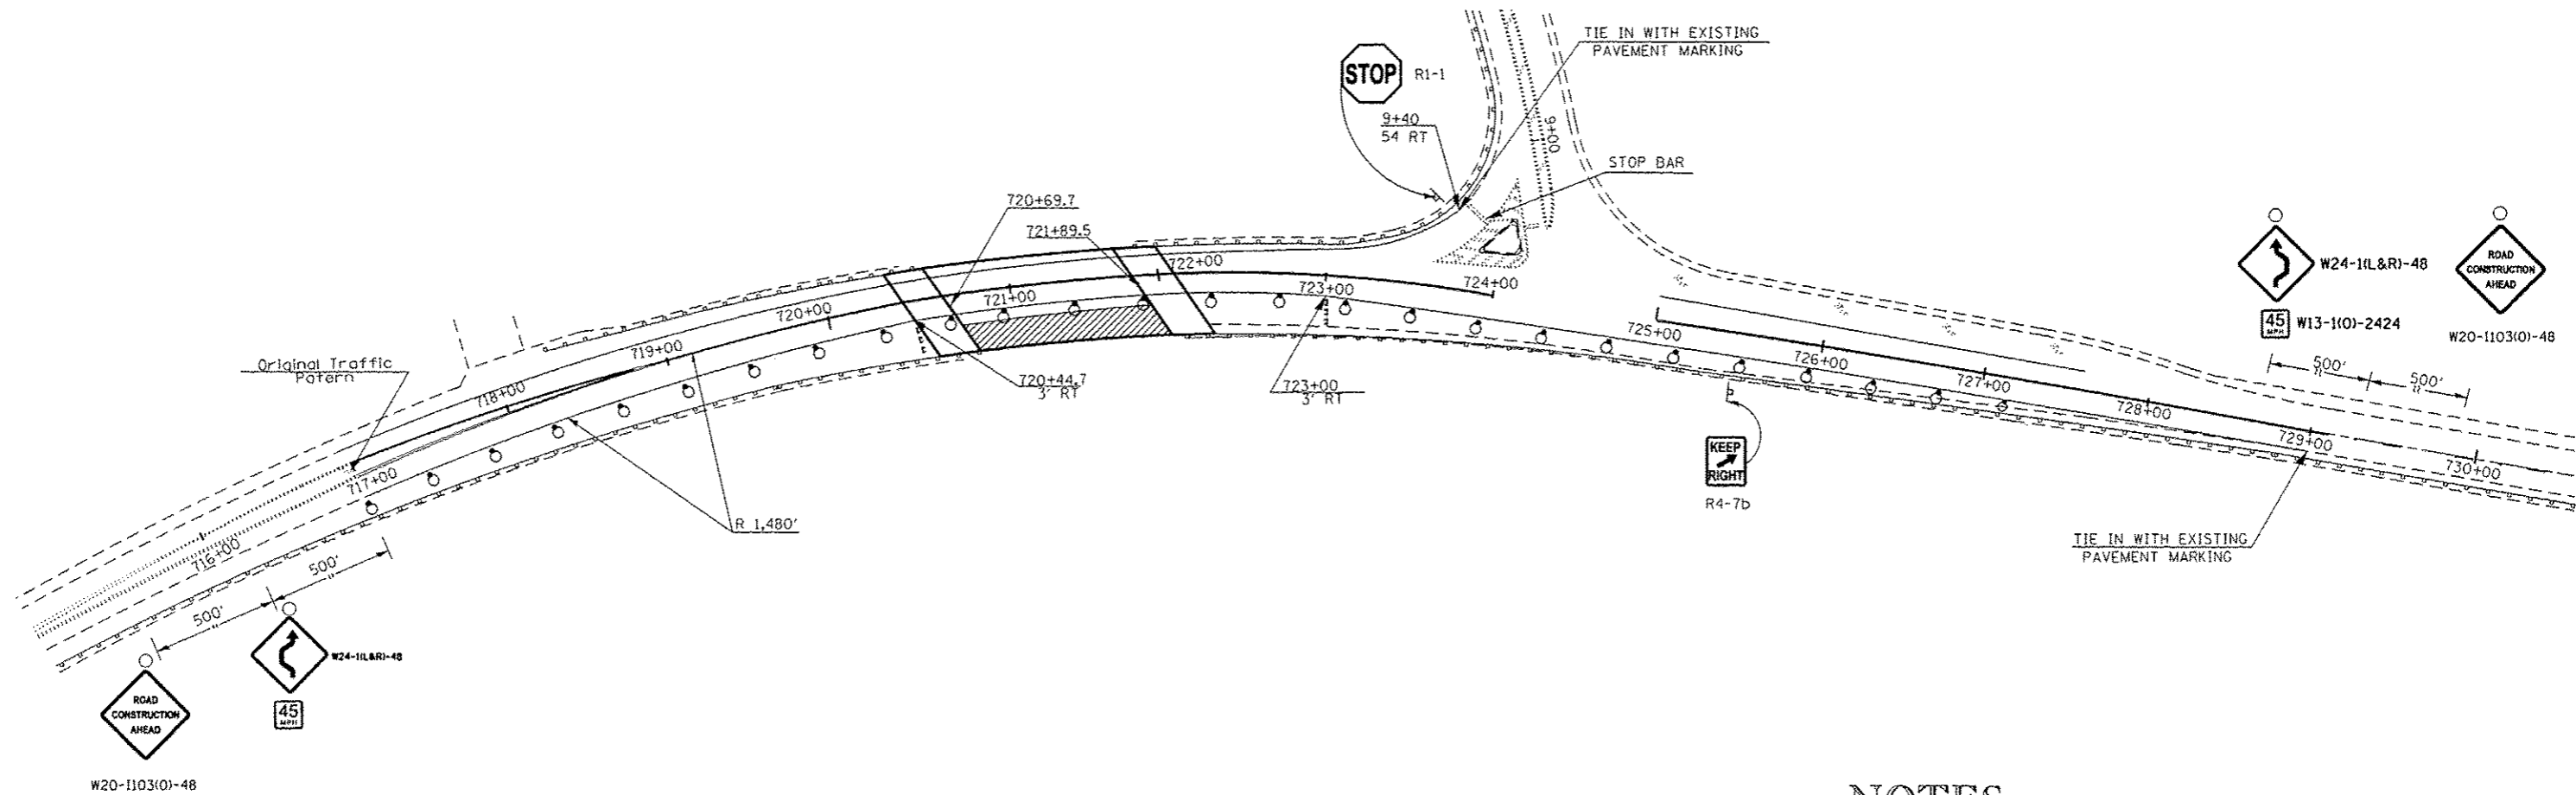 TIE IN WITH EXISTING
PAVEMENT MARKING
STOP
R1-1
9+40
54 RT
9+00
STOP BAR
720+69.7
721+89.5
W24-1(L&R)-48
45
MPH
W13-1(O)-2424
ROAD
CONSTRUCTION
AHEAD
W20-1103(O)-48
500'
500'
Original Traffic
Patern
716+00
717+00
718+00
719+00
720+00
721+00
722+00
723+00
724+00
725+00
726+00
727+00
728+00
729+00
730+00
720+44.7
3' RT
723+00
3' RT
R 1,480'
KEEP
RIGHT
R4-7b
TIE IN WITH EXISTING
PAVEMENT MARKING
500'
500'
W24-1(L&R)-48
45
MPH
ROAD
CONSTRUCTION
AHEAD
W20-1103(O)-48
NOTES